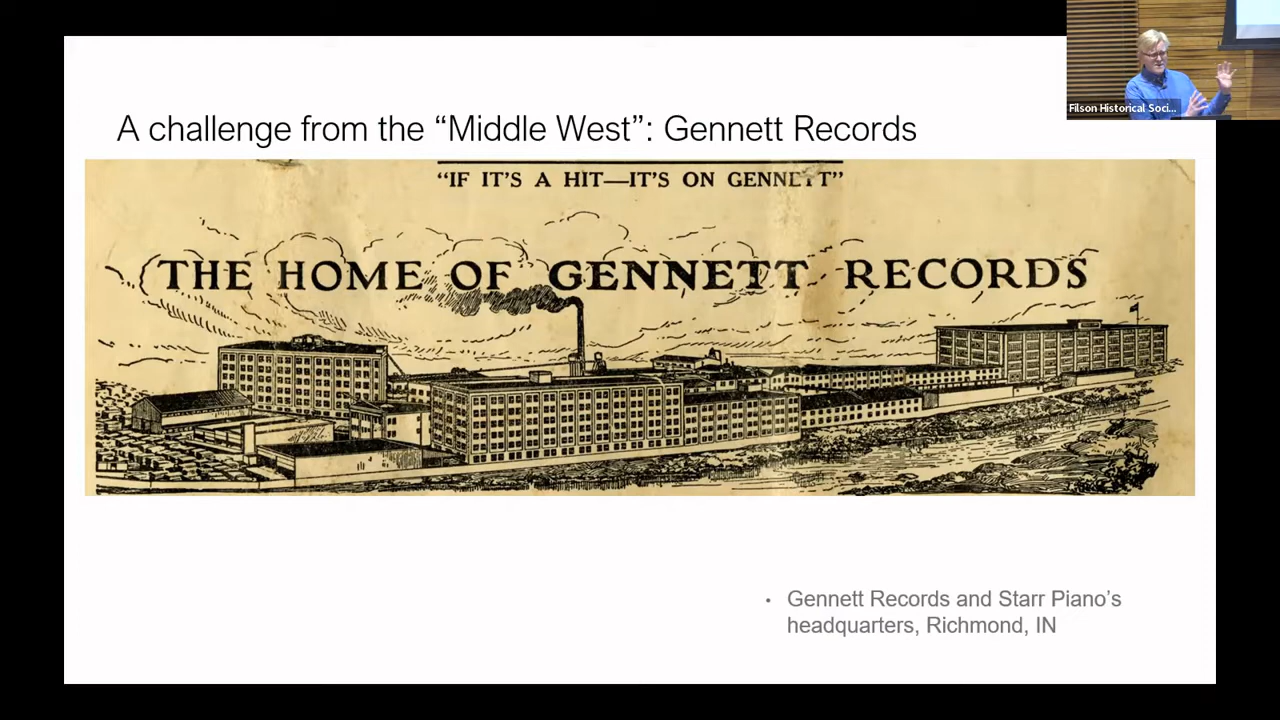 Filson Historical Soci...
A challenge from the “Middle West”: Gennett Records
“IF IT'S A HIT—IT'S ON GENNETT”
THE HOME OF GENNETT RECORDS
• Gennett Records and Starr Piano’s
headquarters, Richmond, IN